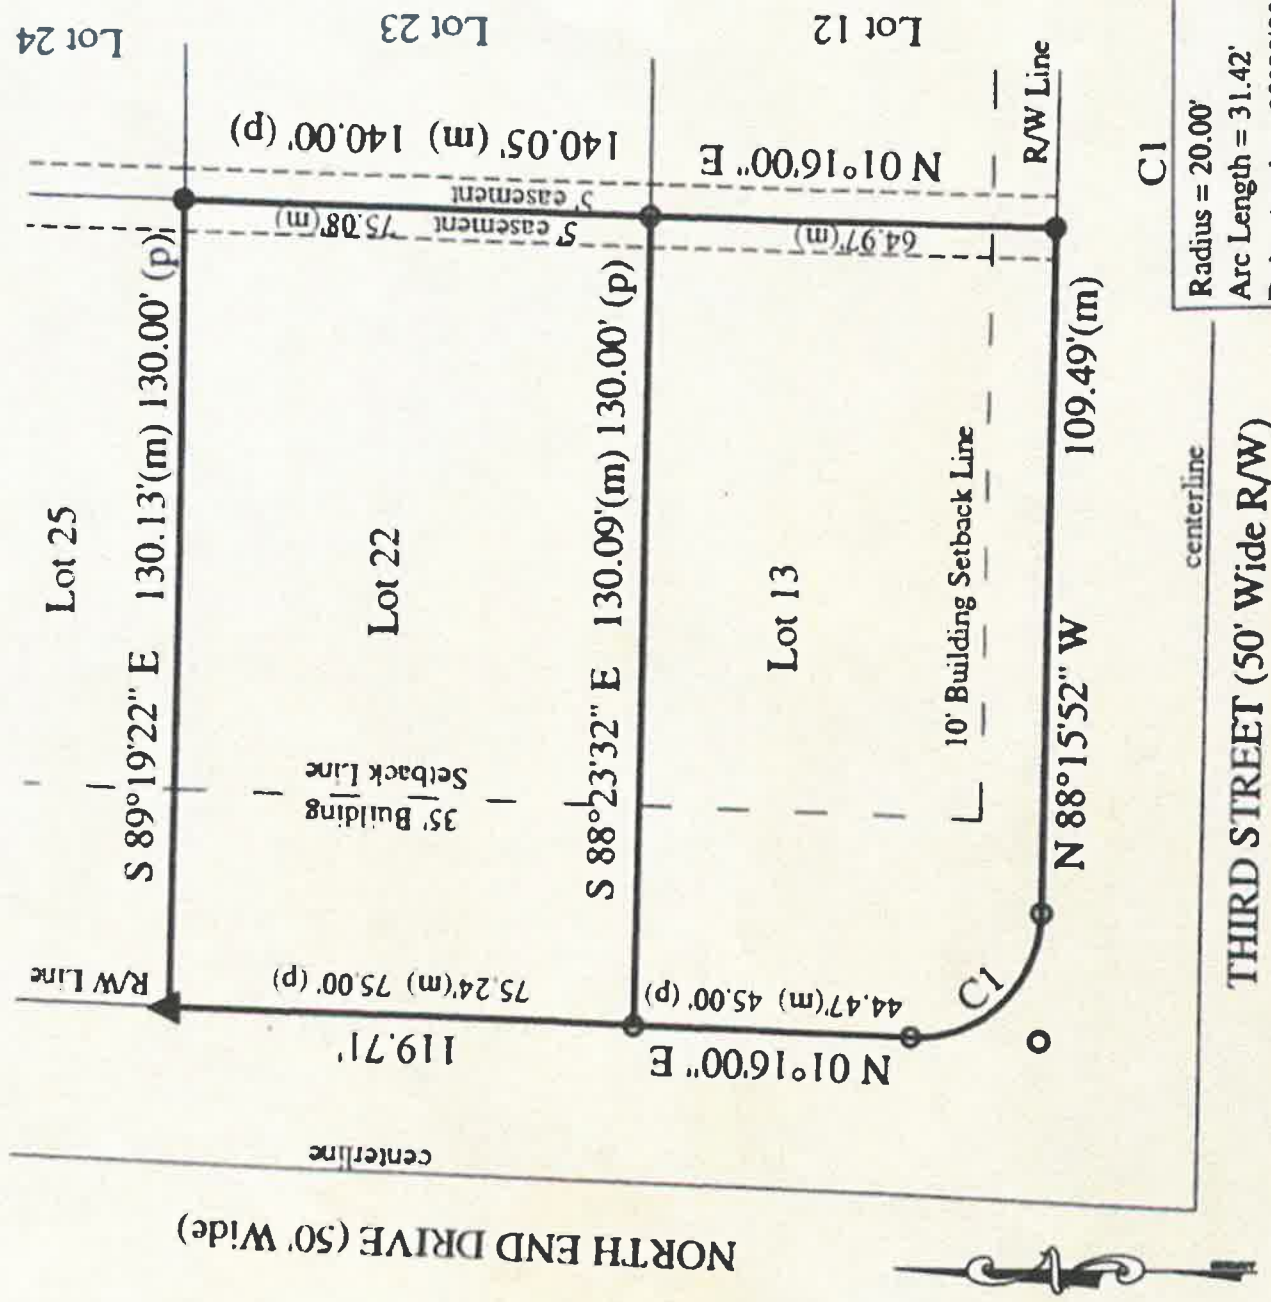 Lot 24
Lot 23
Lot 12
140.05' (m) 140.00' (p)
N 01°16'00" E
R/W Line
5' easement
5' easement 75.08'(m)
64.97'(m)
Lot 25
S 89°19'22" E 130.13'(m) 130.00' (p)
Lot 22
S 88°23'32" E 130.09'(m) 130.00' (p)
Lot 13
10' Building Setback Line
35' Building
Setback Line
109.49'(m)
N 88°15'52" W
C1
Radius = 20.00'
Arc Length = 31.42'
centerline
THIRD STREET (50' Wide R/W)
R/W Line
75.24'(m) 75.00' (p)
44.47'(m) 45.00' (p)
C1
119.71'
N 01°16'00" E
centerline
NORTH END DRIVE (50' Wide)